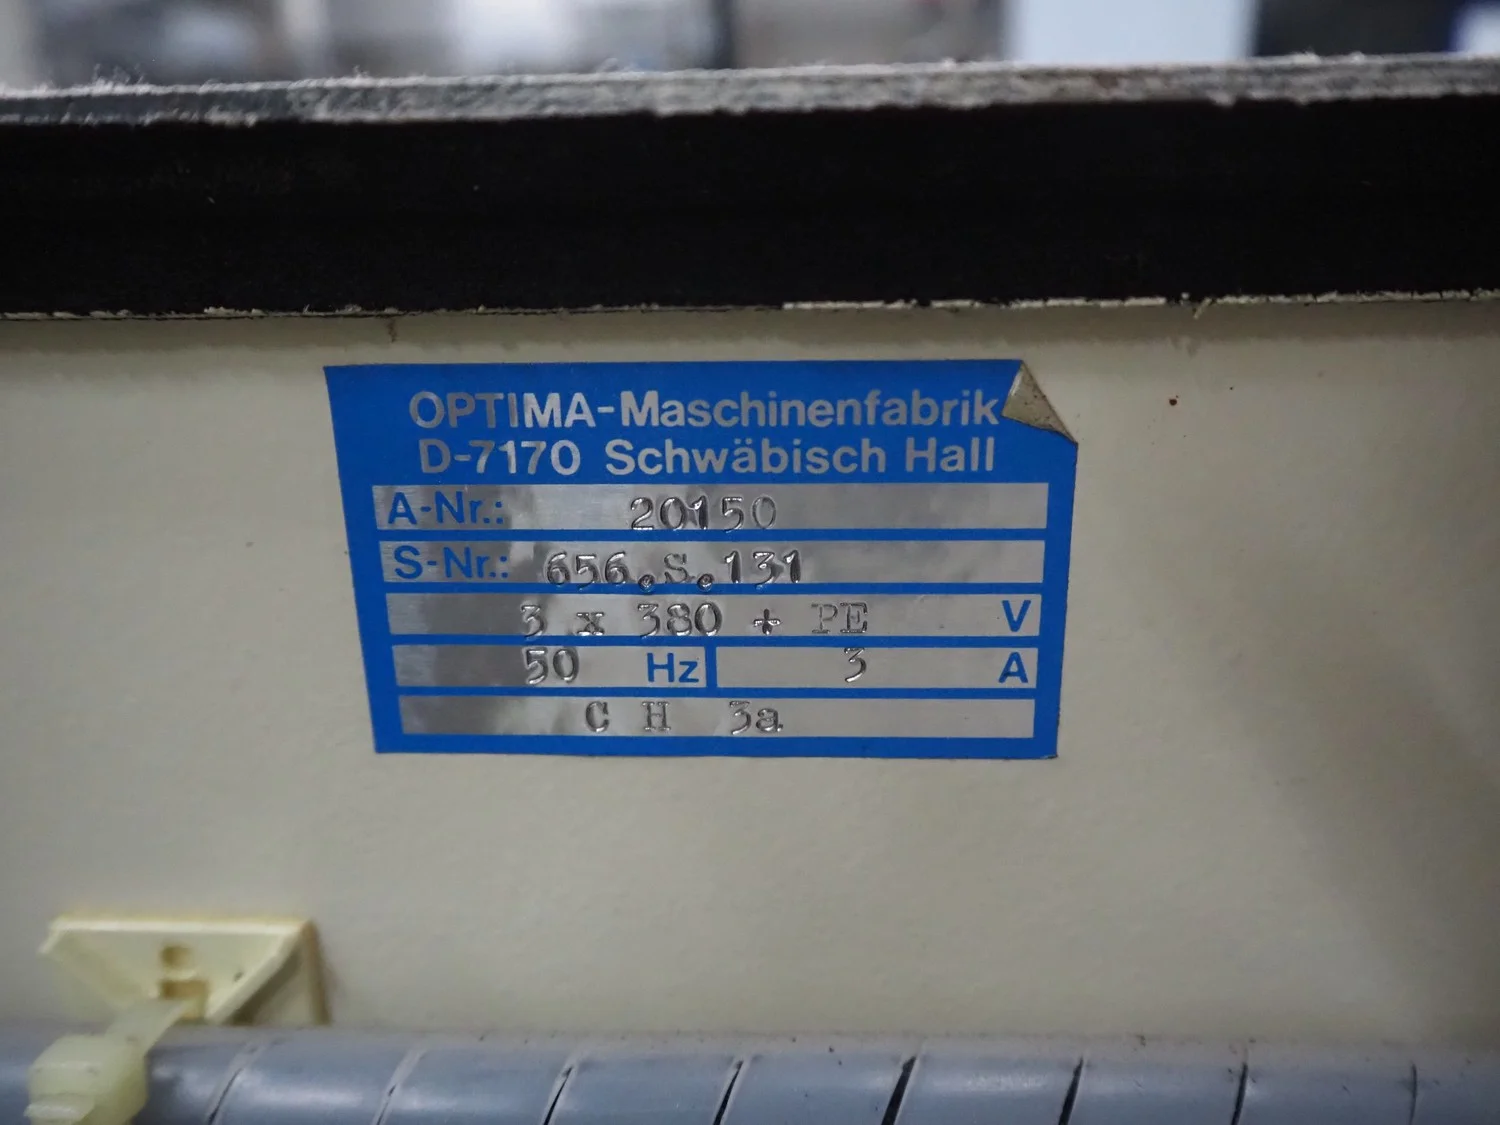 OPTIMA-Maschinenfabrik
D-7170 Schwäbisch Hall
A-Nr.: 20150
S-Nr.: 656.S.131
3 x 380 + PE V
50 Hz 3 A
C H 3a